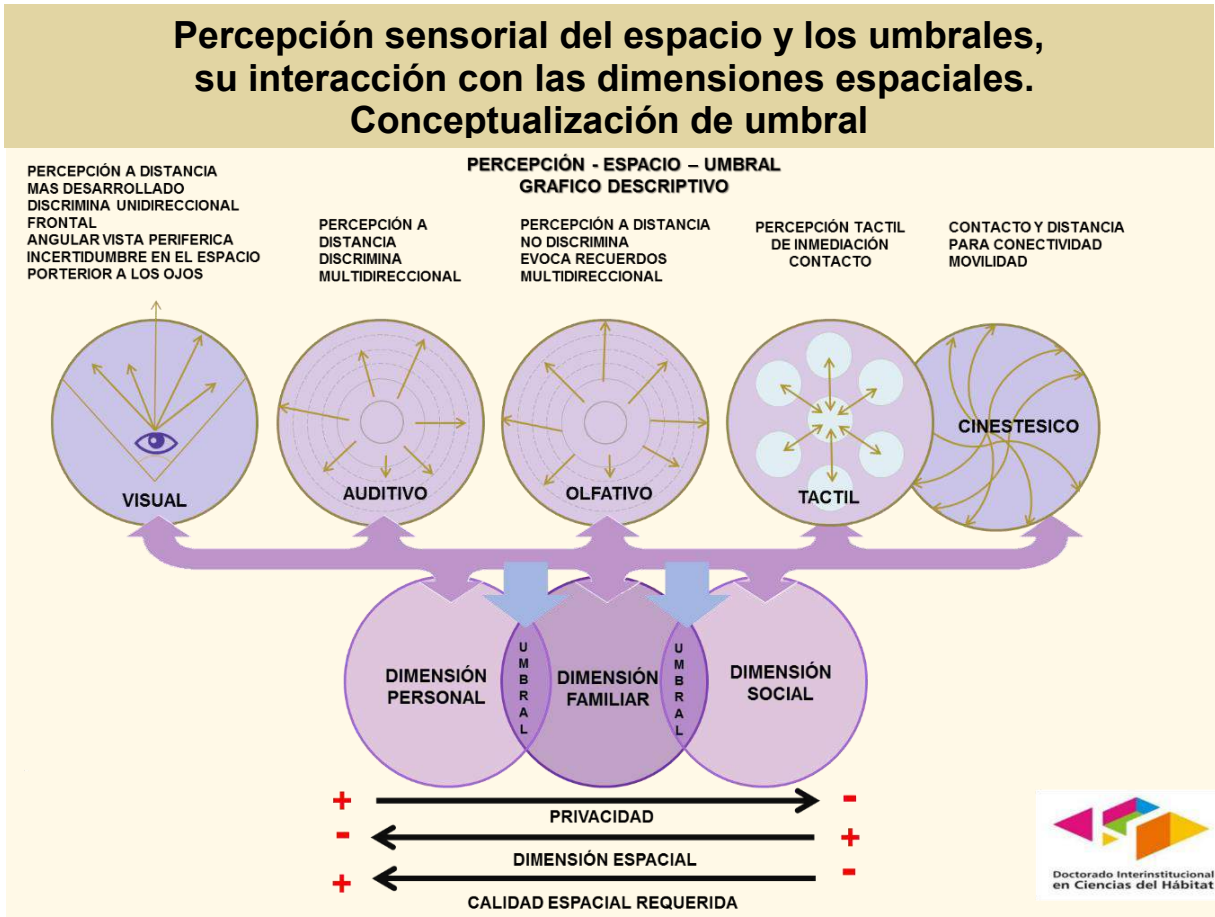 Percepción sensorial del espacio y los umbrales,
su interacción con las dimensiones espaciales.
Conceptualización de umbral
PERCEPCIÓN - ESPACIO – UMBRAL
GRAFICO DESCRIPTIVO
PERCEPCIÓN A DISTANCIA
MAS DESARROLLADO
DISCRIMINA UNIDIRECCIONAL
FRONTAL
ANGULAR VISTA PERIFERICA
INCERTIDUMBRE EN EL ESPACIO
PORTERIOR A LOS OJOS
PERCEPCIÓN A
DISTANCIA
DISCRIMINA
MULTIDIRECCIONAL
PERCEPCIÓN A DISTANCIA
NO DISCRIMINA
EVOCA RECUERDOS
MULTIDIRECCIONAL
PERCEPCIÓN TACTIL
DE INMEDIACIÓN
CONTACTO
CONTACTO Y DISTANCIA
PARA CONECTIVIDAD
MOVILIDAD
VISUAL
AUDITIVO
OLFATIVO
TACTIL
CINESTESICO
DIMENSIÓN
PERSONAL
UMBRAL
DIMENSIÓN
FAMILIAR
UMBRAL
DIMENSIÓN
SOCIAL
+ -
PRIVACIDAD
- +
DIMENSIÓN ESPACIAL
+ -
CALIDAD ESPACIAL REQUERIDA
Doctorado Interinstitucional
en Ciencias del Hábitat